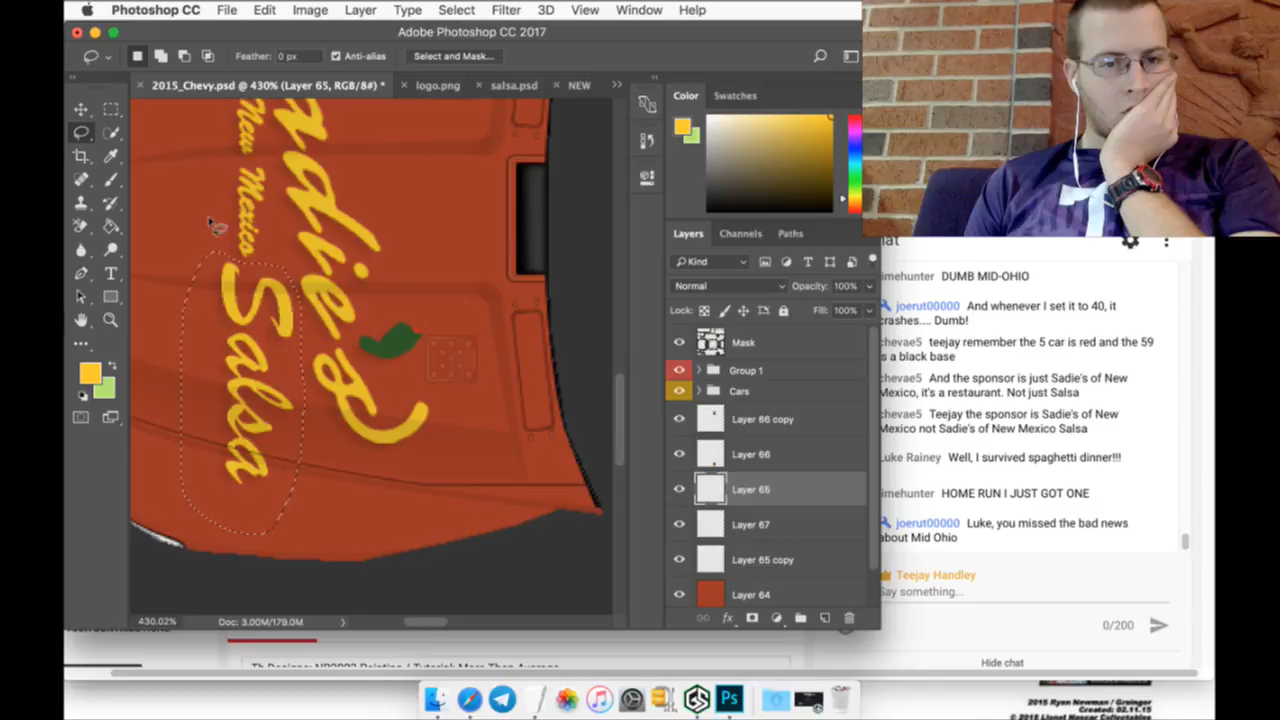 Photoshop CC File Edit Image Layer Type Select Filter 3D View Window Help
Adobe Photoshop CC 2017
Feather: 0 px Anti-alias Select and Mask...
2015_Chevy.psd @ 430% (Layer 65, RGB/8#) * logo.png salsa.psd NEW
Color Swatches
New Mexico
Salsa
Layers Channels Paths
Kind
Normal Opacity: 100%
Lock: Fill: 100%
Mask
Group 1
Cars
Layer 66 copy
Layer 66
Layer 65
Layer 67
Layer 65 copy
Layer 64
430.02% Doc: 3.00M/179.0M
DUMB MID-OHIO
joerut00000 And whenever I set it to 40, it
crashes.... Dumb!
chevae5 teejay remember the 5 car is red and the 59
is a black base
chevae5 And the sponsor is just Sadie's of New
Mexico, it's a restaurant. Not just Salsa
chevae5 Teejay the sponsor is Sadie's of New
Mexico not Sadie's of New Mexico Salsa
Luke Rainey Well, I survived spaghetti dinner!!!
HOME RUN I JUST GOT ONE
joerut00000 Luke, you missed the bad news
about Mid Ohio
Teejay Handley
Say something...
0/200
Hide chat
2015 Ryan Newman / Grainger
Created: 02.11.15
© 2015 Lionel Nascar Collectables